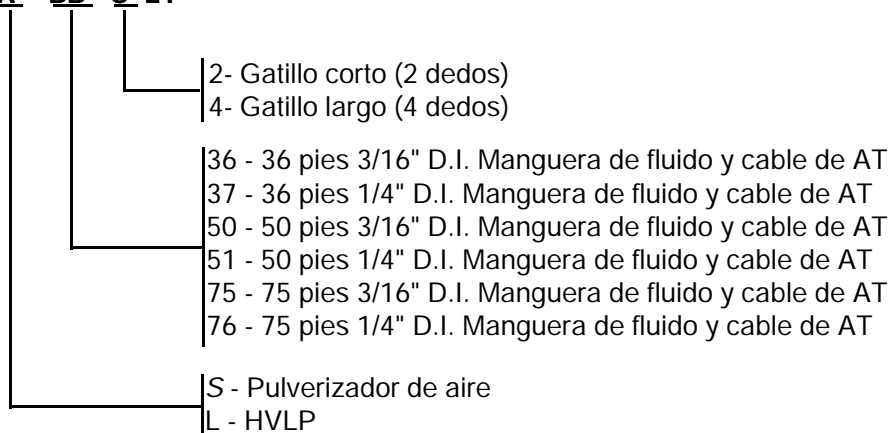 2- Gatillo corto (2 dedos)
4- Gatillo largo (4 dedos)
36 - 36 pies 3/16" D.I. Manguera de fluido y cable de AT
37 - 36 pies 1/4" D.I. Manguera de fluido y cable de AT
50 - 50 pies 3/16" D.I. Manguera de fluido y cable de AT
51 - 50 pies 1/4" D.I. Manguera de fluido y cable de AT
75 - 75 pies 3/16" D.I. Manguera de fluido y cable de AT
76 - 75 pies 1/4" D.I. Manguera de fluido y cable de AT
S - Pulverizador de aire
L - HVLP